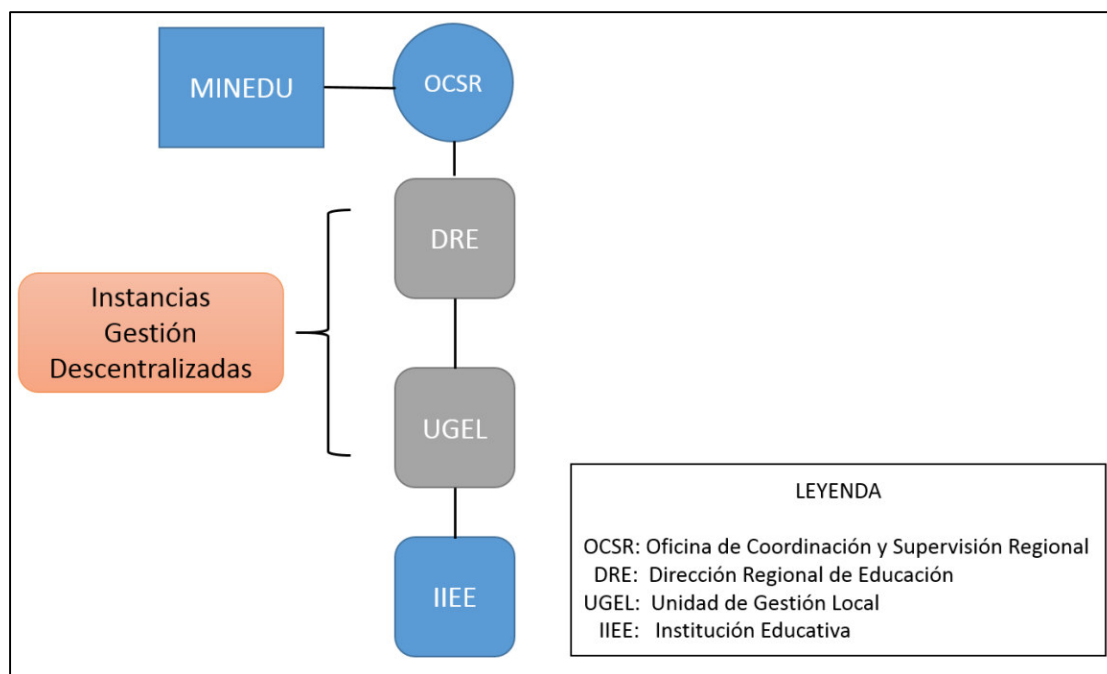 MINEDU
OCSR
DRE
Instancias
Gestión
Descentralizadas
UGEL
IIEE
LEYENDA
OCSR: Oficina de Coordinación y Supervisión Regional
DRE: Dirección Regional de Educación
UGEL: Unidad de Gestión Local
IIEE: Institución Educativa